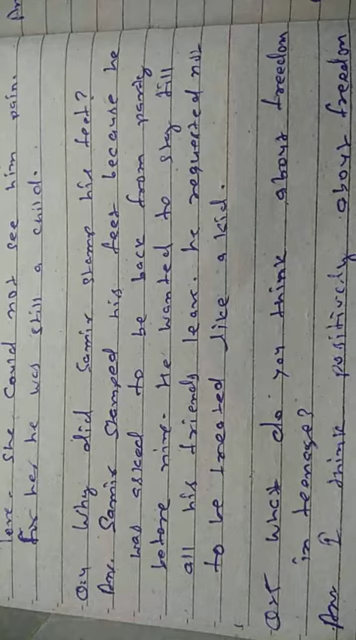 love. She could not see him pain.
for her he was still a child.
Q:4 Why did Samir stamp his feet?
Ans. Samir Stamped his feet because he
was asked to be back from party
before nine. He wanted to stay till
all his friends leave. he requested not
to be treated like a kid.
Q:5 What do you think about freedom
in teenage?
Ans I think positively about freedom